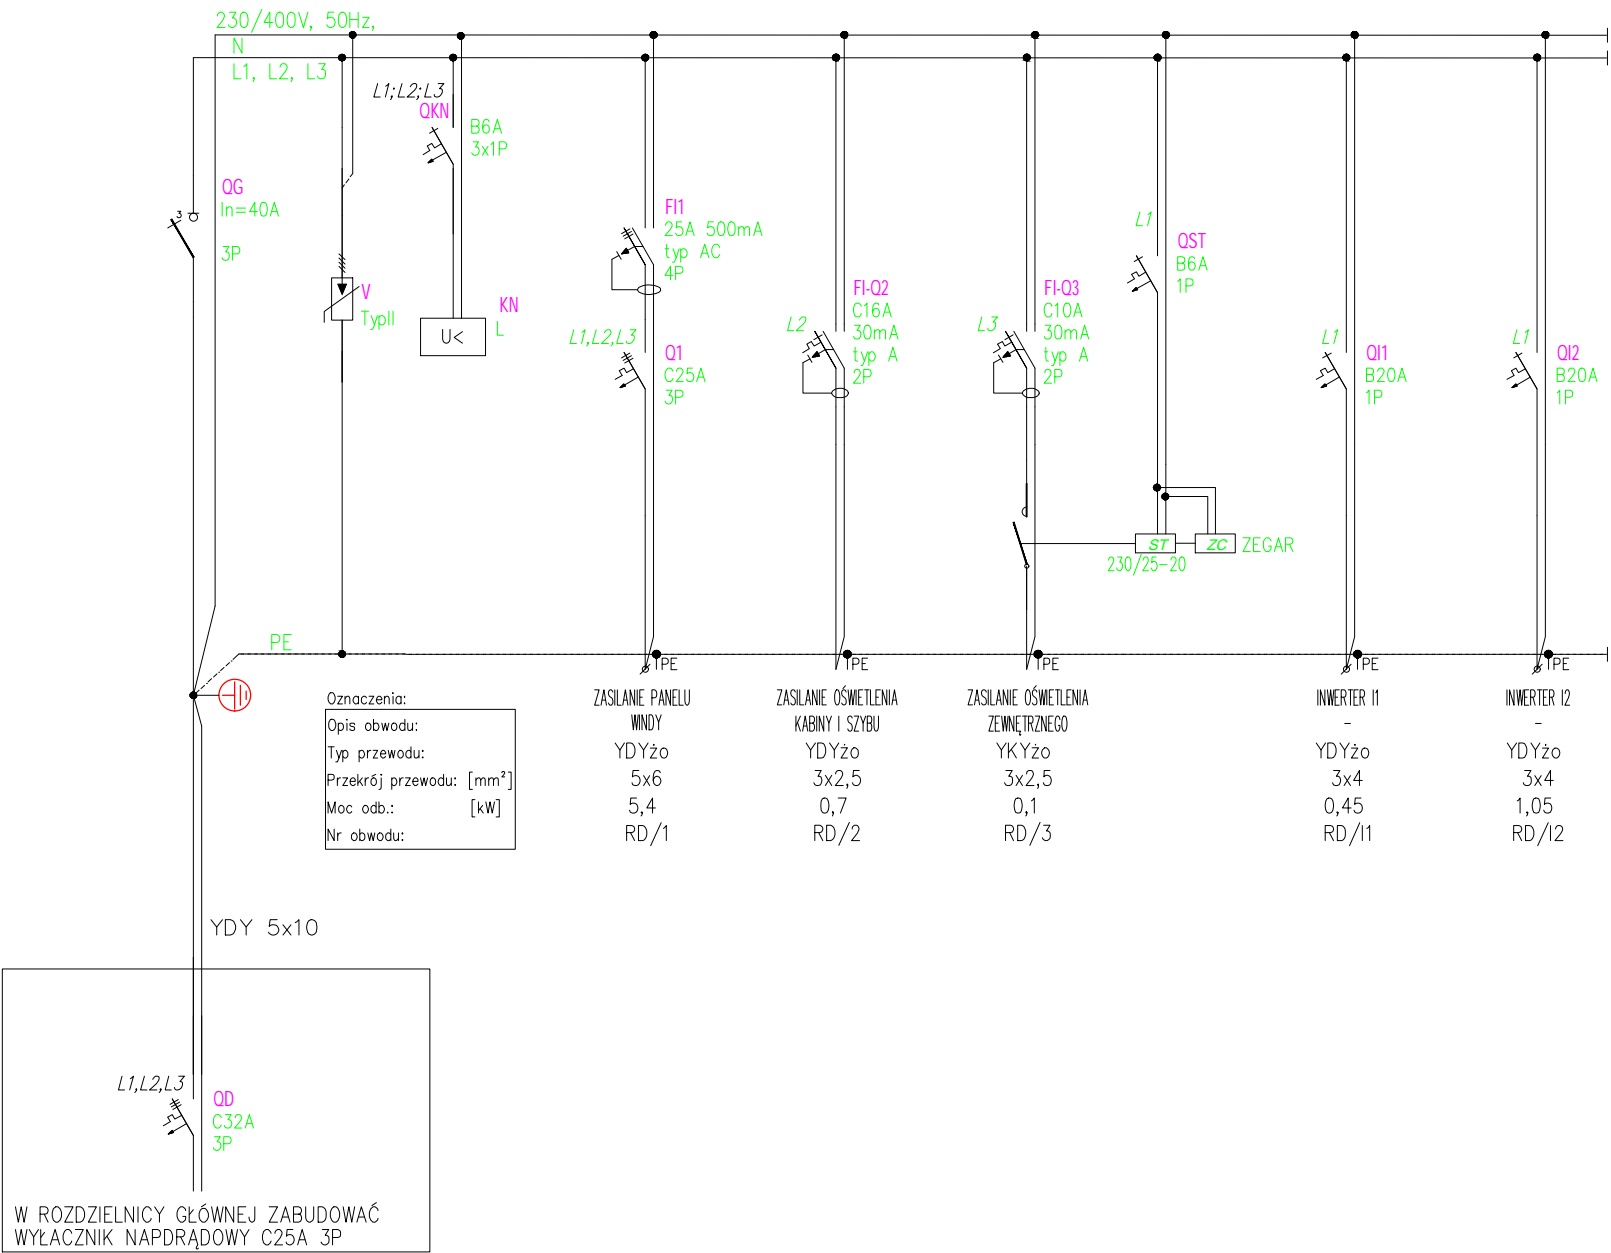 230/400V, 50Hz,
N
L1, L2, L3
L1;L2;L3
QKN
B6A
3x1P
QG
In=40A
3
3P
V
TypII
KN
L
U<
FI1
25A 500mA
typ AC
4P
L1,L2,L3
Q1
C25A
3P
L2
FI-Q2
C16A
30mA
typ A
2P
L3
FI-Q3
C10A
30mA
typ A
2P
L1
QST
B6A
1P
ST
ZC
ZEGAR
230/25-20
L1
QI1
B20A
1P
L1
QI2
B20A
1P
PE
PE
PE
PE
PE
PE
Oznaczenia:
Opis obwodu:
Typ przewodu:
Przekrój przewodu: [mm²]
Moc odb.: [kW]
Nr obwodu:
ZASILANIE PANELU
WINDY
YDYżo
5x6
5,4
RD/1
ZASILANIE OŚWIETLENIA
KABINY I SZYBU
YDYżo
3x2,5
0,7
RD/2
ZASILANIE OŚWIETLENIA
ZEWNĘTRZNEGO
YKYżo
3x2,5
0,1
RD/3
INWERTER I1
-
YDYżo
3x4
0,45
RD/I1
INWERTER I2
-
YDYżo
3x4
1,05
RD/I2
YDY 5x10
L1,L2,L3
QD
C32A
3P
W ROZDZIELNICY GŁÓWNEJ ZABUDOWAĆ
WYŁACZNIK NAPDRĄDOWY C25A 3P